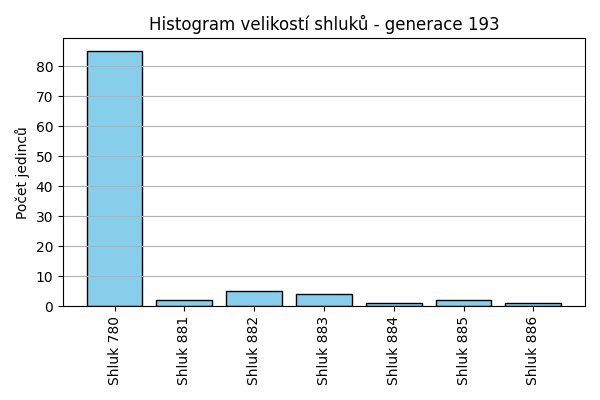 Histogram velikostí shluků - generace 193
Počet jedinců
80
70
60
50
40
30
20
10
0
Shluk 780
Shluk 881
Shluk 882
Shluk 883
Shluk 884
Shluk 885
Shluk 886